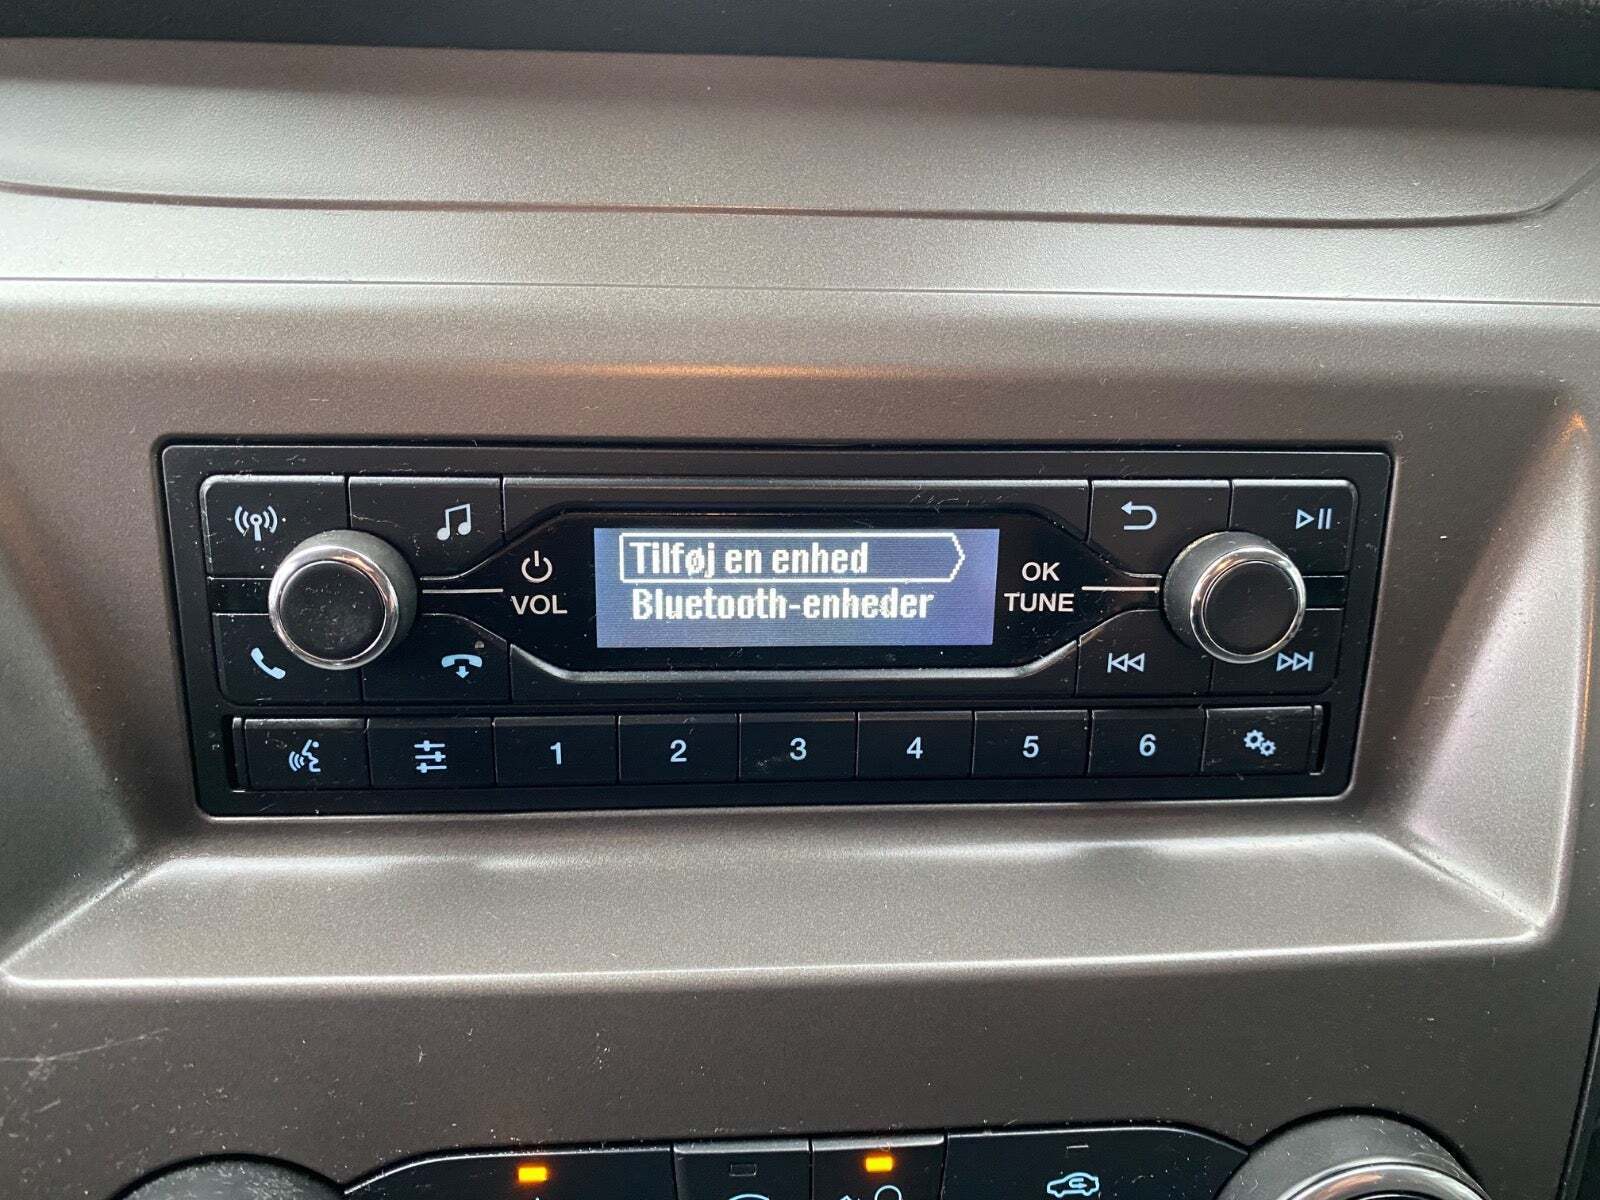 Tilføj en enhed
Bluetooth-enheder
VOL
OK
TUNE
1 2 3 4 5 6